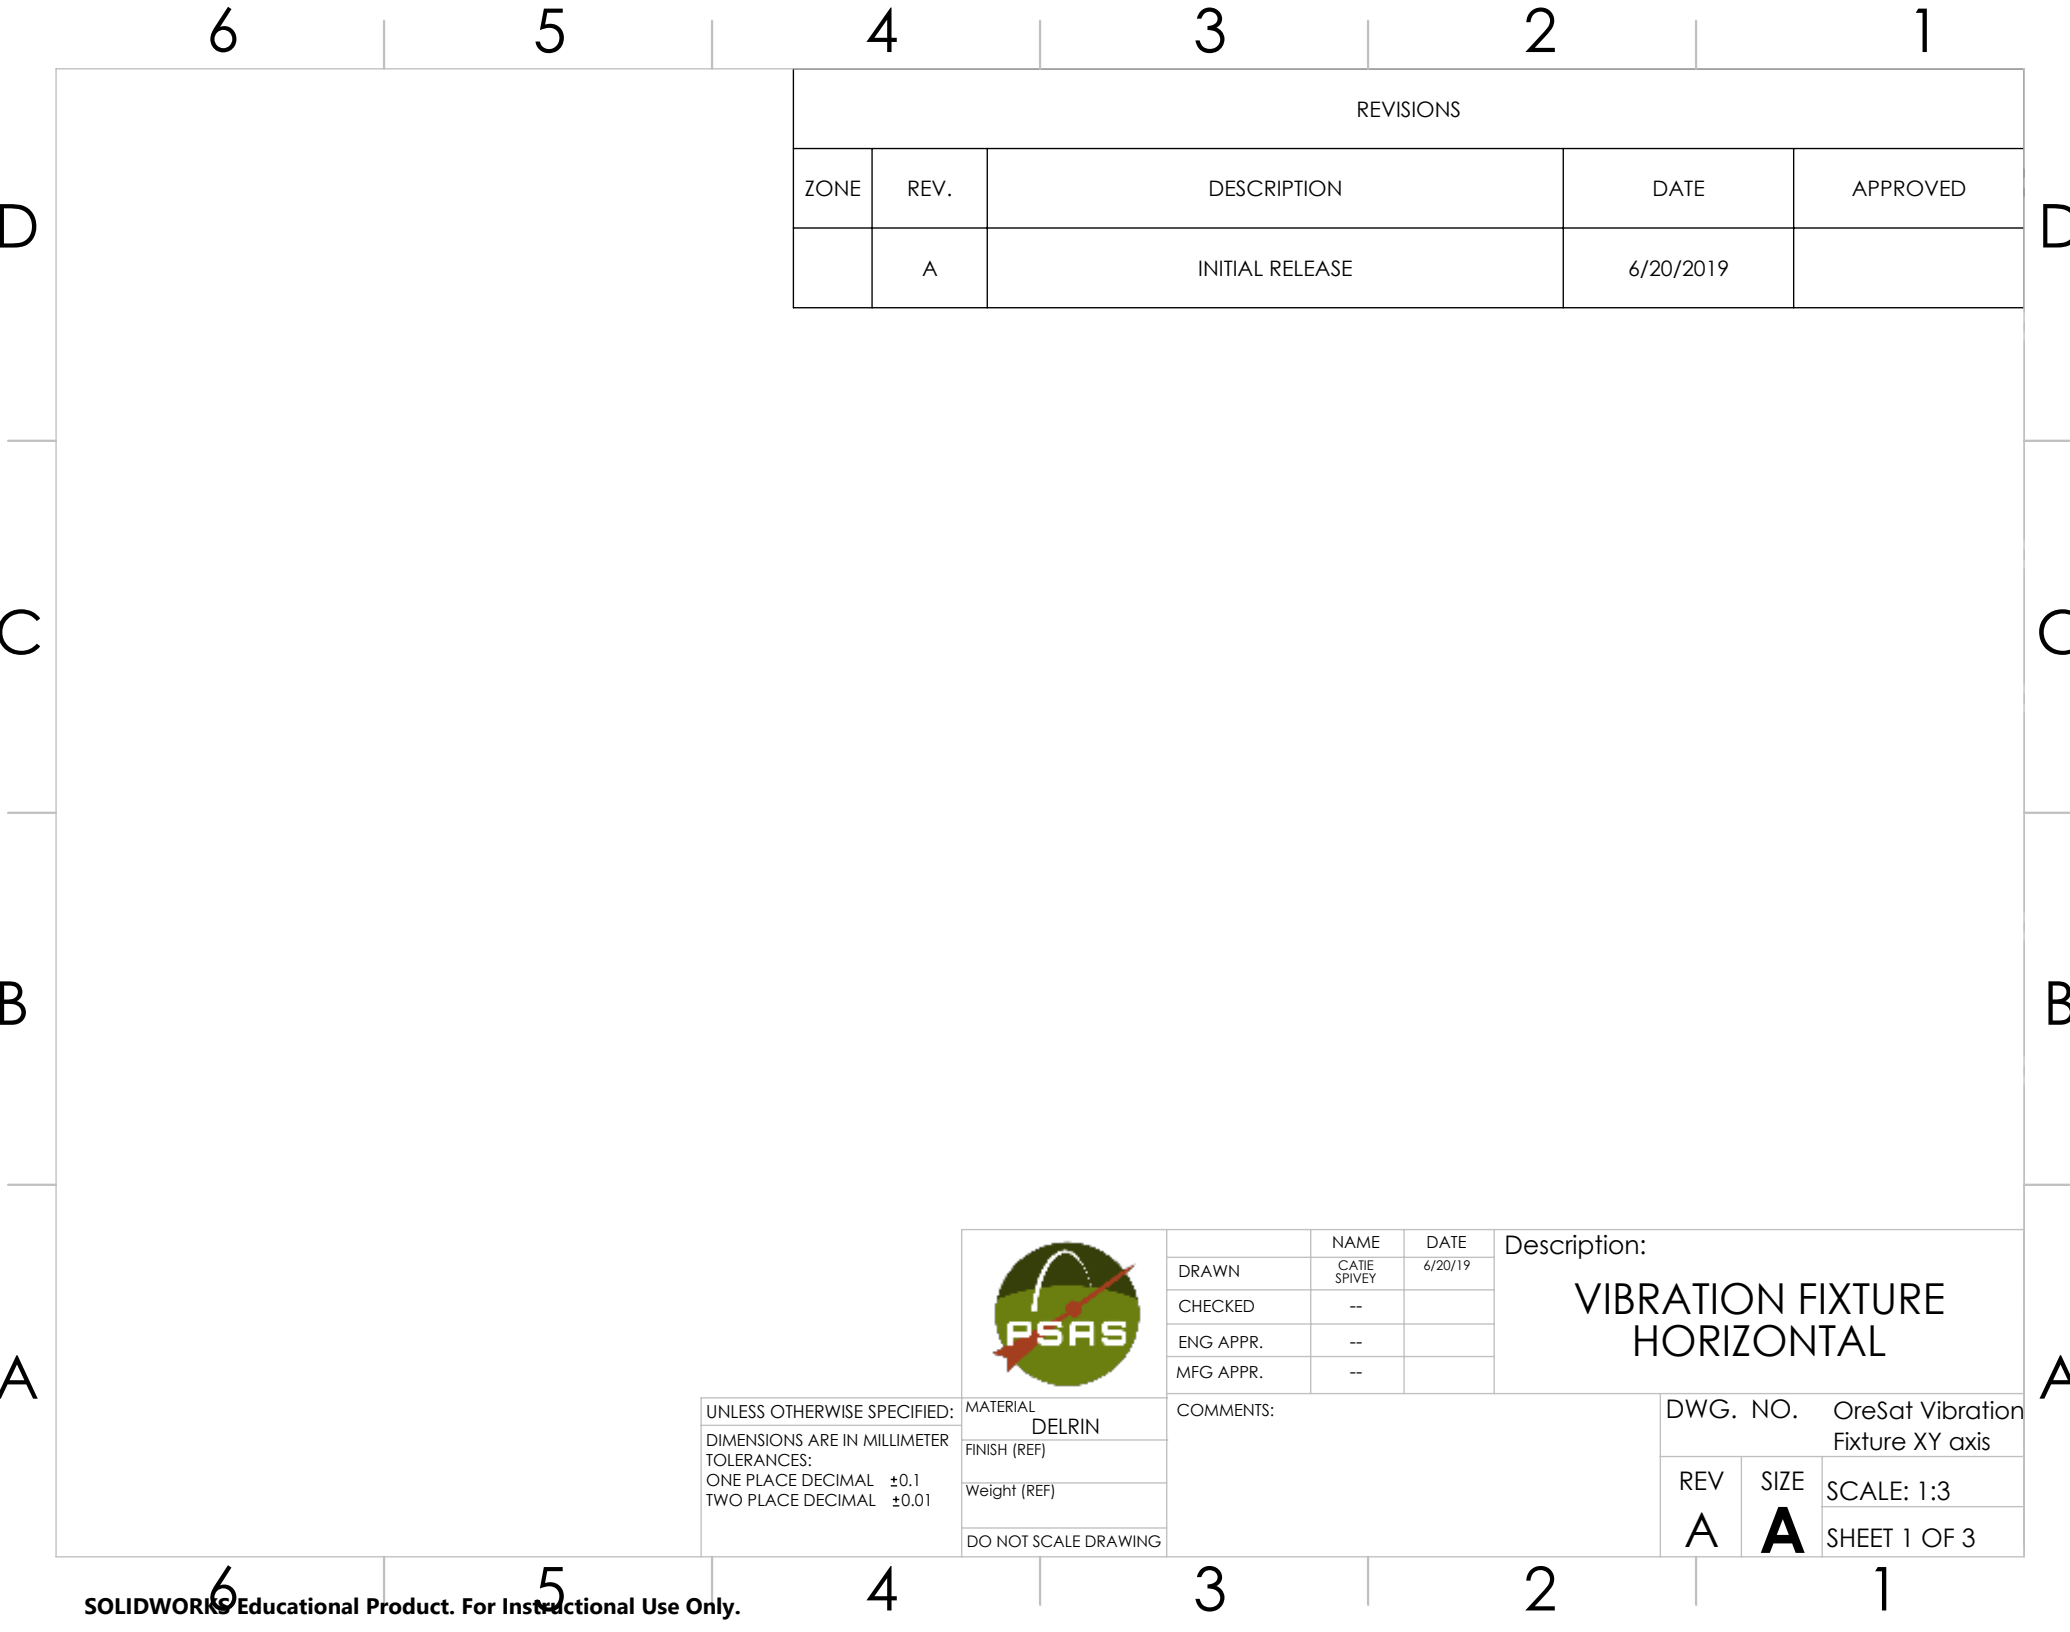 6 5 4 3 2 1
REVISIONS
ZONE REV. DESCRIPTION DATE APPROVED
A INITIAL RELEASE 6/20/2019
D D
C C
B B
A A
PSAS
NAME DATE
DRAWN CATIE SPIVEY 6/20/19
CHECKED --
ENG APPR. --
MFG APPR. --
Description:
VIBRATION FIXTURE
HORIZONTAL
UNLESS OTHERWISE SPECIFIED:
DIMENSIONS ARE IN MILLIMETER
TOLERANCES:
ONE PLACE DECIMAL ±0.1
TWO PLACE DECIMAL ±0.01
MATERIAL
DELRIN
FINISH (REF)
Weight (REF)
DO NOT SCALE DRAWING
COMMENTS:
DWG. NO. OreSat Vibration
Fixture XY axis
REV
A
SIZE
A
SCALE: 1:3
SHEET 1 OF 3
6 5 4 3 2 1
SOLIDWORKS Educational Product. For Instructional Use Only.